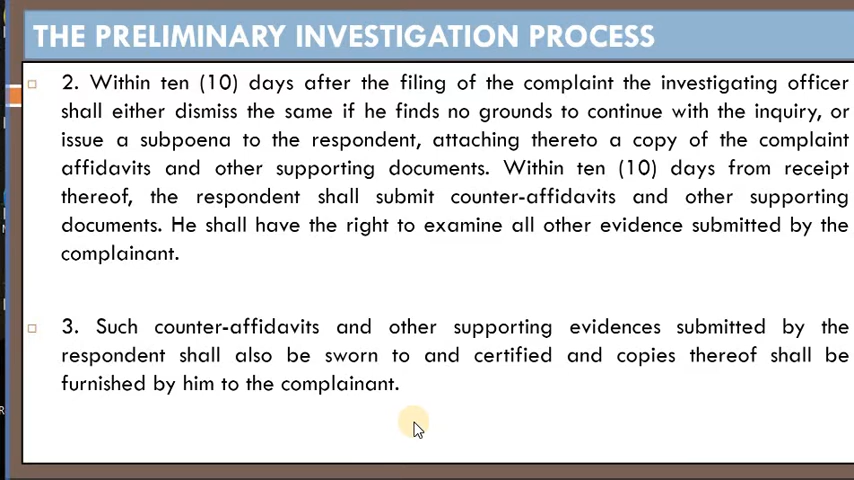 THE PRELIMINARY INVESTIGATION PROCESS
2. Within ten (10) days after the filing of the complaint the investigating officer
shall either dismiss the same if he finds no grounds to continue with the inquiry, or
issue a subpoena to the respondent, attaching thereto a copy of the complaint
affidavits and other supporting documents. Within ten (10) days from receipt
thereof, the respondent shall submit counter-affidavits and other supporting
documents. He shall have the right to examine all other evidence submitted by the
complainant.
3. Such counter-affidavits and other supporting evidences submitted by the
respondent shall also be sworn to and certified and copies thereof shall be
furnished by him to the complainant.